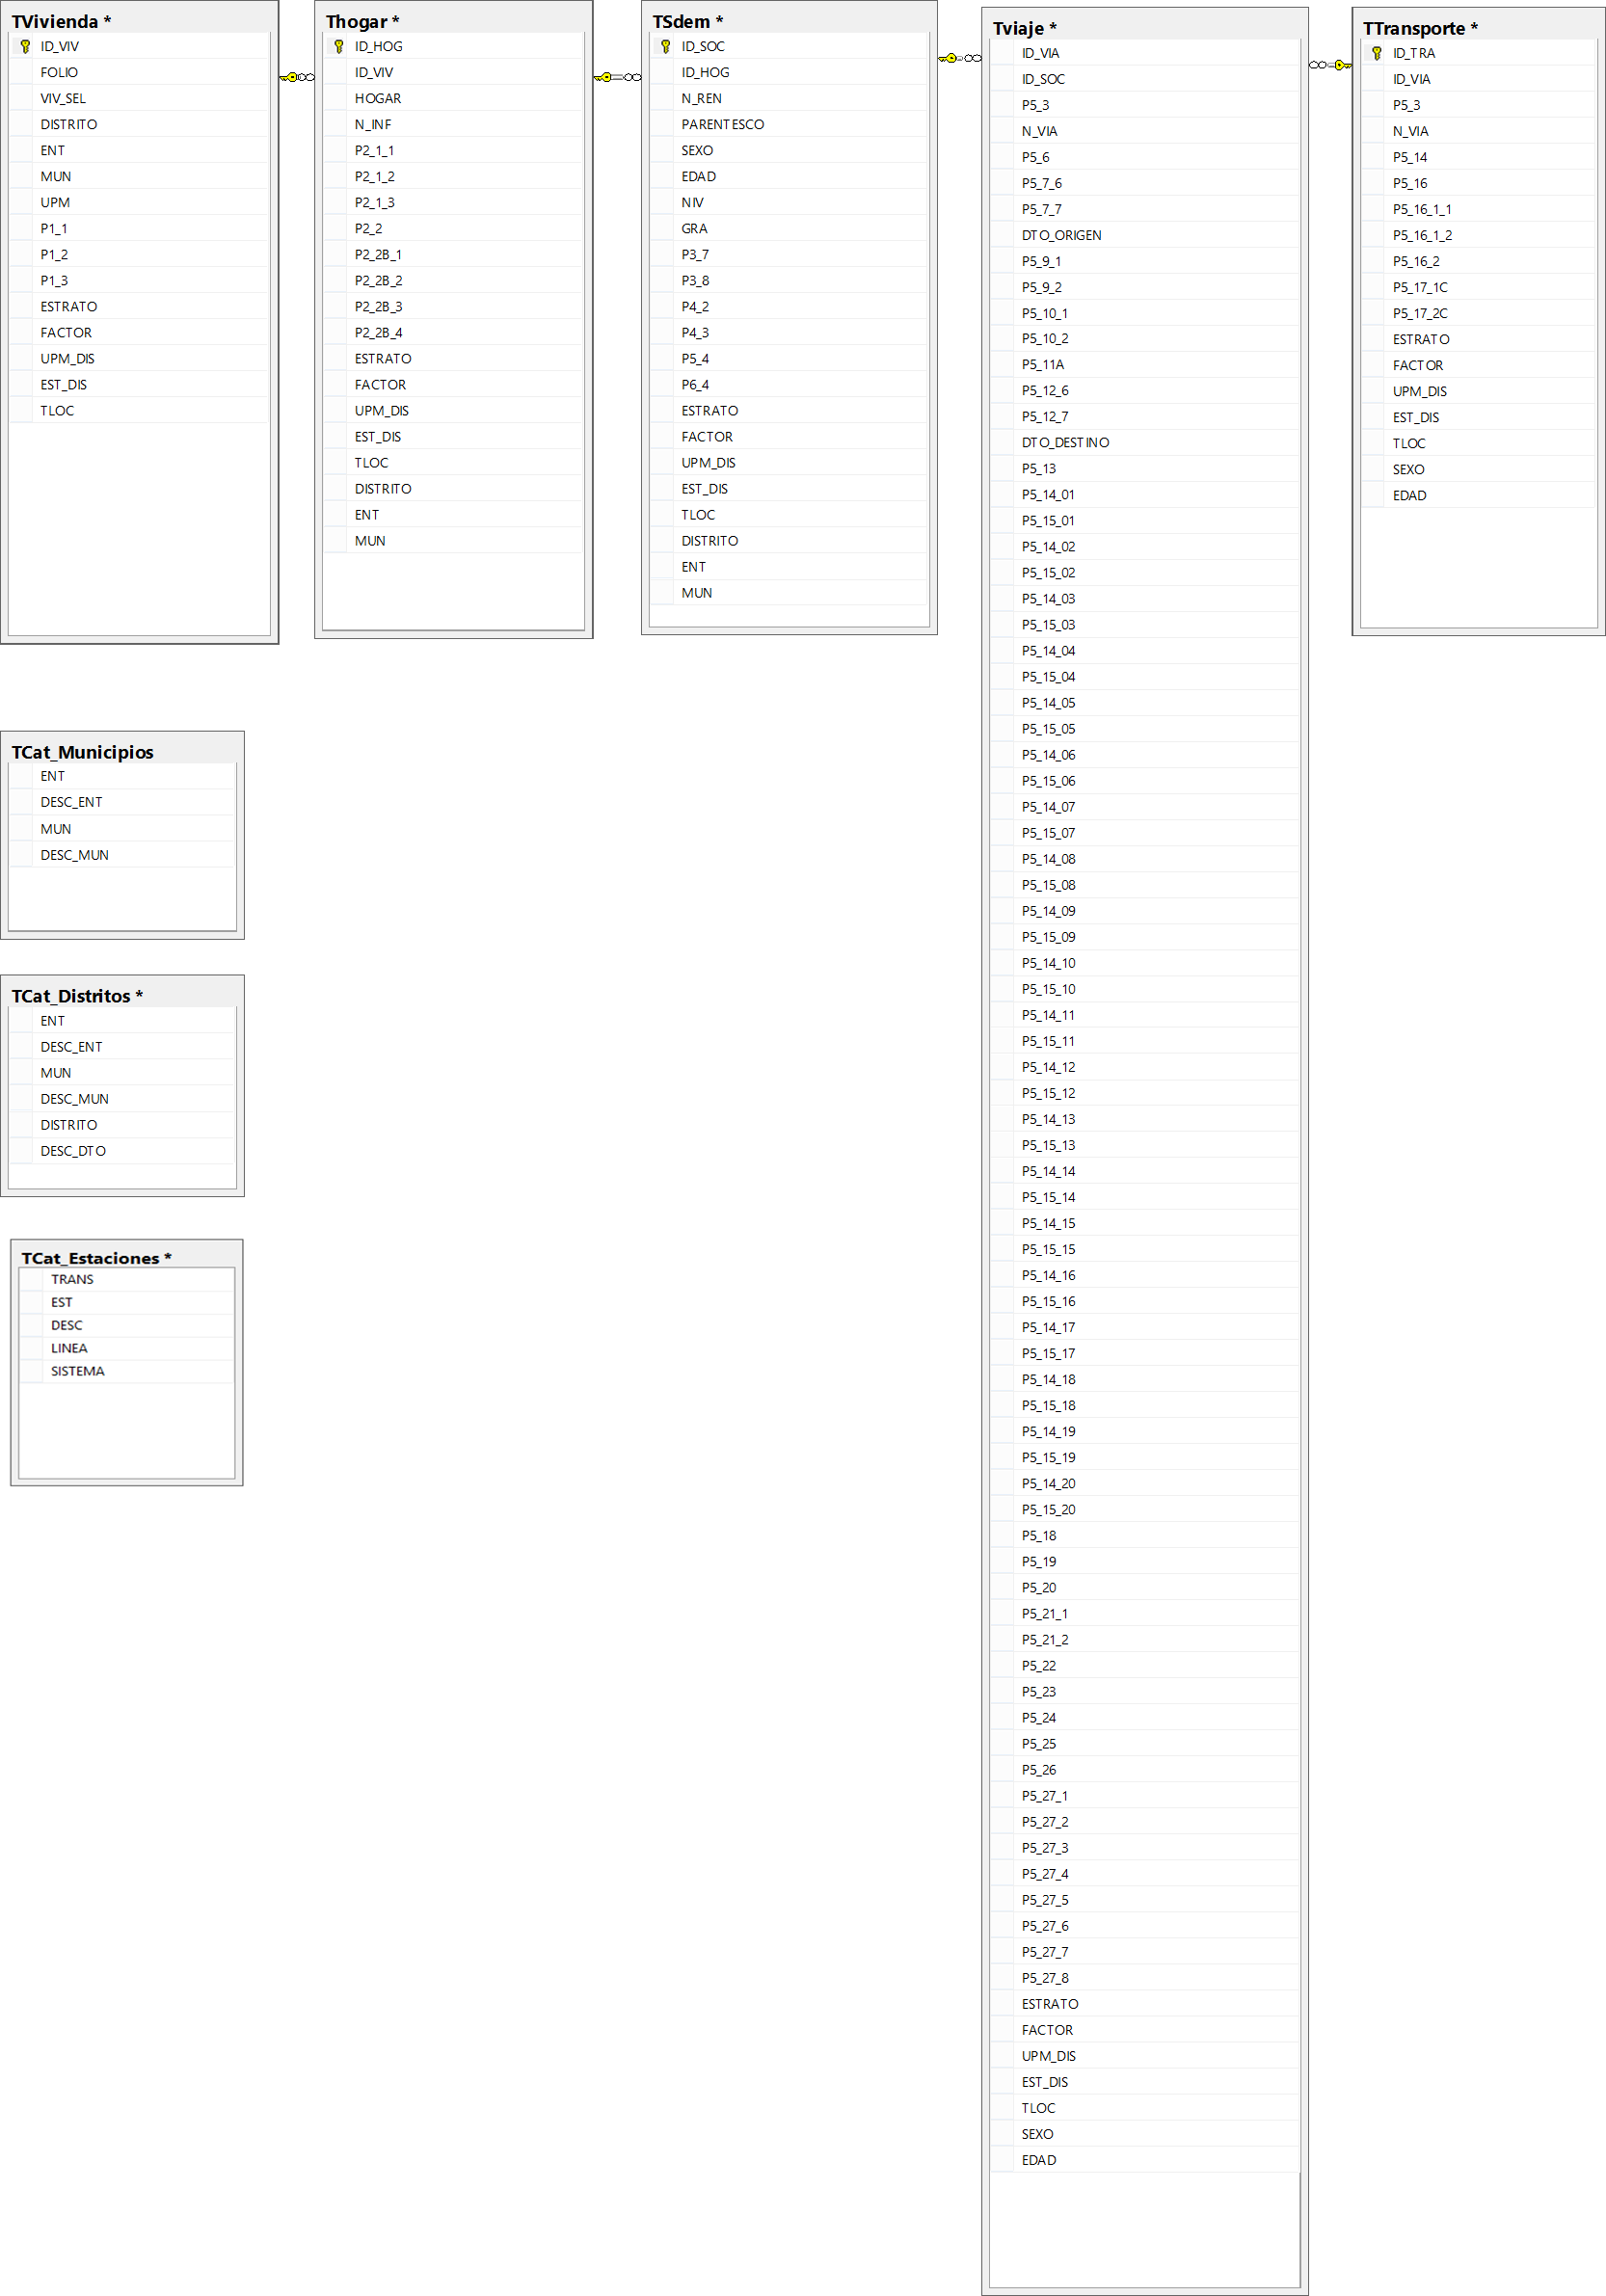 TVivienda *
ID_VIV
FOLIO
VIV_SEL
DISTRITO
ENT
MUN
UPM
P1_1
P1_2
P1_3
ESTRATO
FACTOR
UPM_DIS
EST_DIS
TLOC
Thogar *
ID_HOG
ID_VIV
HOGAR
N_INF
P2_1_1
P2_1_2
P2_1_3
P2_2
P2_2B_1
P2_2B_2
P2_2B_3
P2_2B_4
ESTRATO
FACTOR
UPM_DIS
EST_DIS
TLOC
DISTRITO
ENT
MUN
TSdem *
ID_SOC
ID_HOG
N_REN
PARENTESCO
SEXO
EDAD
NIV
GRA
P3_7
P3_8
P4_2
P4_3
P5_4
P6_4
ESTRATO
FACTOR
UPM_DIS
EST_DIS
TLOC
DISTRITO
ENT
MUN
Tviaje *
ID_VIA
ID_SOC
P5_3
N_VIA
P5_6
P5_7_6
P5_7_7
DTO_ORIGEN
P5_9_1
P5_9_2
P5_10_1
P5_10_2
P5_11A
P5_12_6
P5_12_7
DTO_DESTINO
P5_13
P5_14_01
P5_15_01
P5_14_02
P5_15_02
P5_14_03
P5_15_03
P5_14_04
P5_15_04
P5_14_05
P5_15_05
P5_14_06
P5_15_06
P5_14_07
P5_15_07
P5_14_08
P5_15_08
P5_14_09
P5_15_09
P5_14_10
P5_15_10
P5_14_11
P5_15_11
P5_14_12
P5_15_12
P5_14_13
P5_15_13
P5_14_14
P5_15_14
P5_14_15
P5_15_15
P5_14_16
P5_15_16
P5_14_17
P5_15_17
P5_14_18
P5_15_18
P5_14_19
P5_15_19
P5_14_20
P5_15_20
P5_18
P5_19
P5_20
P5_21_1
P5_21_2
P5_22
P5_23
P5_24
P5_25
P5_26
P5_27_1
P5_27_2
P5_27_3
P5_27_4
P5_27_5
P5_27_6
P5_27_7
P5_27_8
ESTRATO
FACTOR
UPM_DIS
EST_DIS
TLOC
SEXO
EDAD
TTransporte *
ID_TRA
ID_VIA
P5_3
N_VIA
P5_14
P5_16
P5_16_1_1
P5_16_1_2
P5_16_2
P5_17_1C
P5_17_2C
ESTRATO
FACTOR
UPM_DIS
EST_DIS
TLOC
SEXO
EDAD
TCat_Municipios
ENT
DESC_ENT
MUN
DESC_MUN
TCat_Distritos *
ENT
DESC_ENT
MUN
DESC_MUN
DISTRITO
DESC_DTO
TCat_Estaciones *
TRANS
EST
DESC
LINEA
SISTEMA